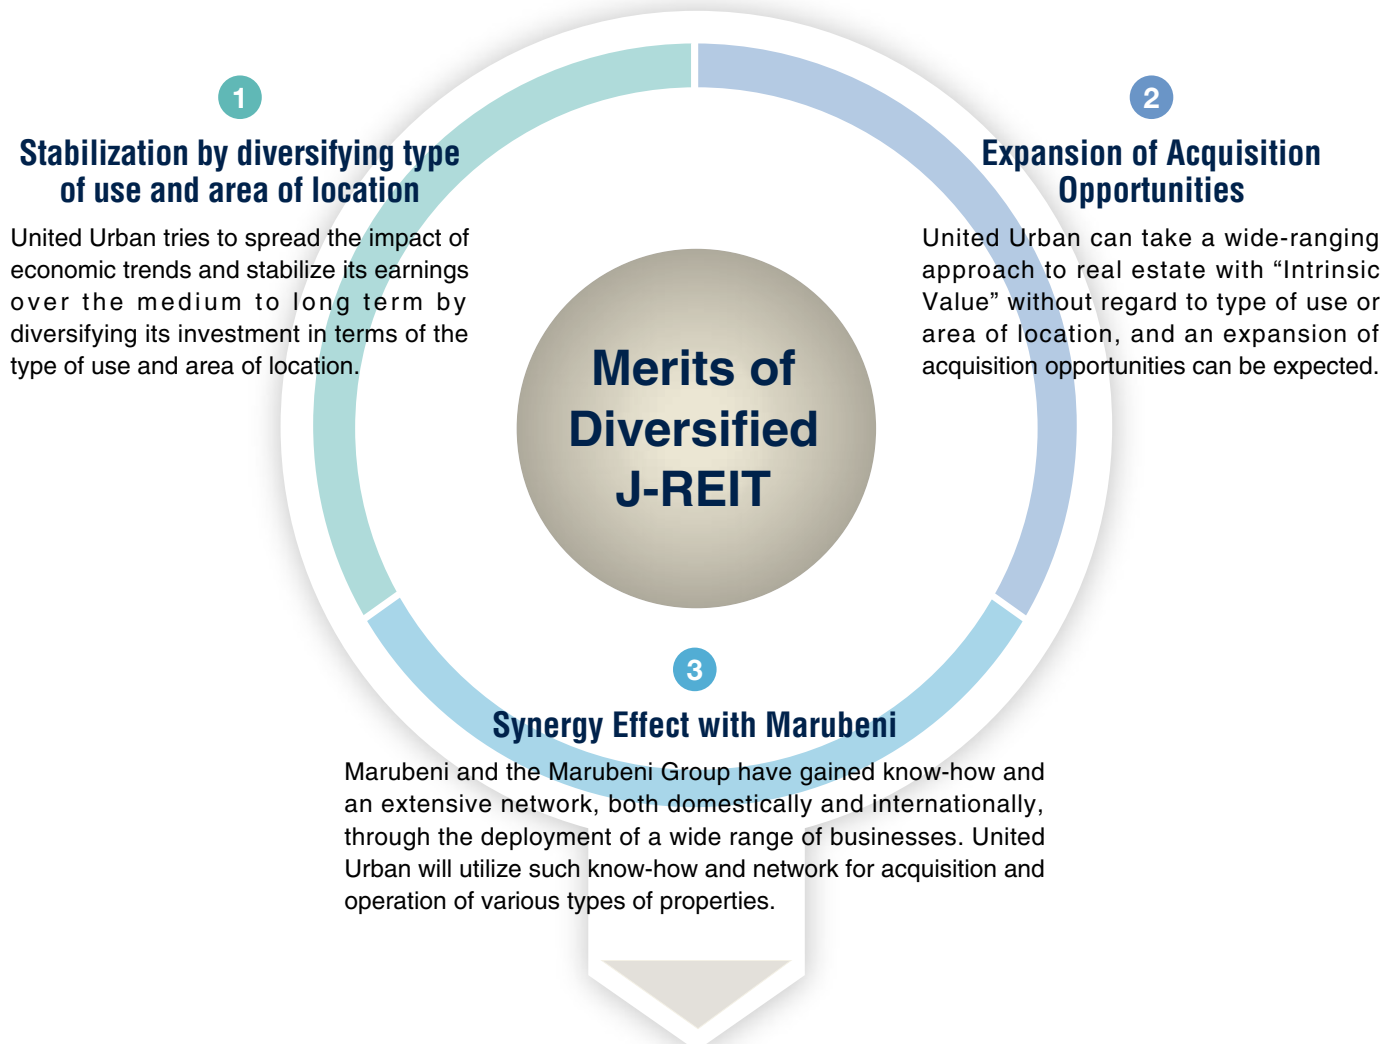 1
Stabilization by diversifying type
of use and area of location
United Urban tries to spread the impact of
economic trends and stabilize its earnings
over the medium to long term by
diversifying its investment in terms of the
type of use and area of location.
2
Expansion of Acquisition
Opportunities
United Urban can take a wide-ranging
approach to real estate with “Intrinsic
Value” without regard to type of use or
area of location, and an expansion of
acquisition opportunities can be expected.
Merits of
Diversified
J-REIT
3
Synergy Effect with Marubeni
Marubeni and the Marubeni Group have gained know-how and
an extensive network, both domestically and internationally,
through the deployment of a wide range of businesses. United
Urban will utilize such know-how and network for acquisition and
operation of various types of properties.